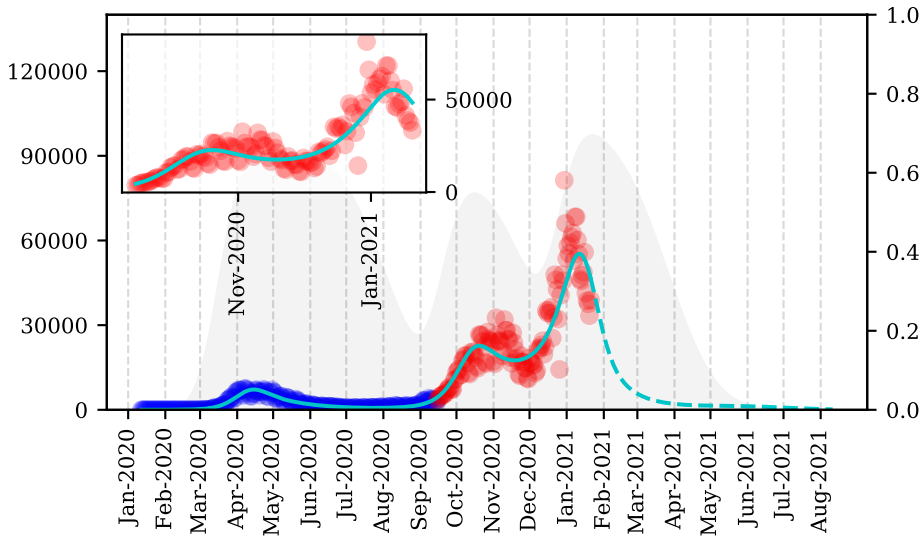 120000
90000
60000
30000
0
1.0
0.8
0.6
0.4
0.2
0.0
50000
0
Nov-2020
Jan-2021
Jan-2020
Feb-2020
Mar-2020
Apr-2020
May-2020
Jun-2020
Jul-2020
Aug-2020
Sep-2020
Oct-2020
Nov-2020
Dec-2020
Jan-2021
Feb-2021
Mar-2021
Apr-2021
May-2021
Jun-2021
Jul-2021
Aug-2021